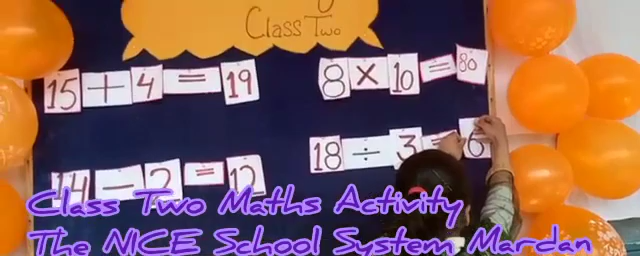 Class Two
15 + 4 = 19
8 × 10 = 80
18 ÷ 3 = 6
14 - 2 = 12
Class Two Maths Activity
The NICE School System Mardan